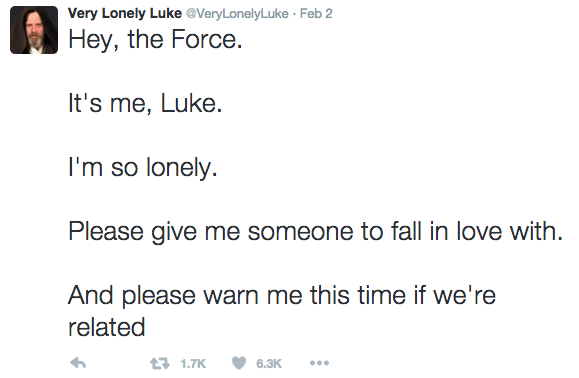 Very Lonely Luke @VeryLonelyLuke · Feb 2
Hey, the Force.
It's me, Luke.
I'm so lonely.
Please give me someone to fall in love with.
And please warn me this time if we're
related
1.7K 6.3K